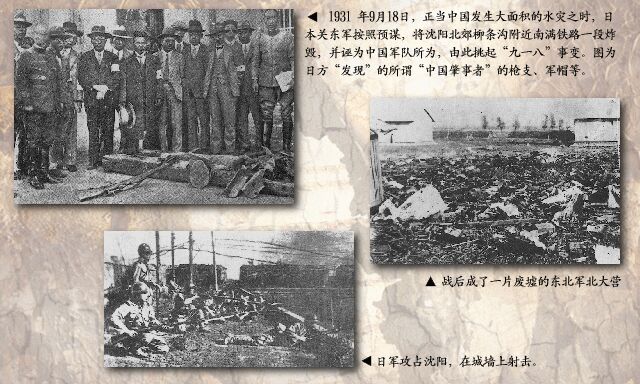 ◀ 1931 年9月18日，正当中国发生大面积的水灾之时，日
本关东军按照预谋，将沈阳北郊柳条沟附近南满铁路一段炸
毁，并诬为中国军队所为，由此挑起“九一八”事变。图为
日方“发现”的所谓“中国肇事者”的枪支、军帽等。
▲ 战后成了一片废墟的东北军北大营
◀ 日军攻占沈阳，在城墙上射击。